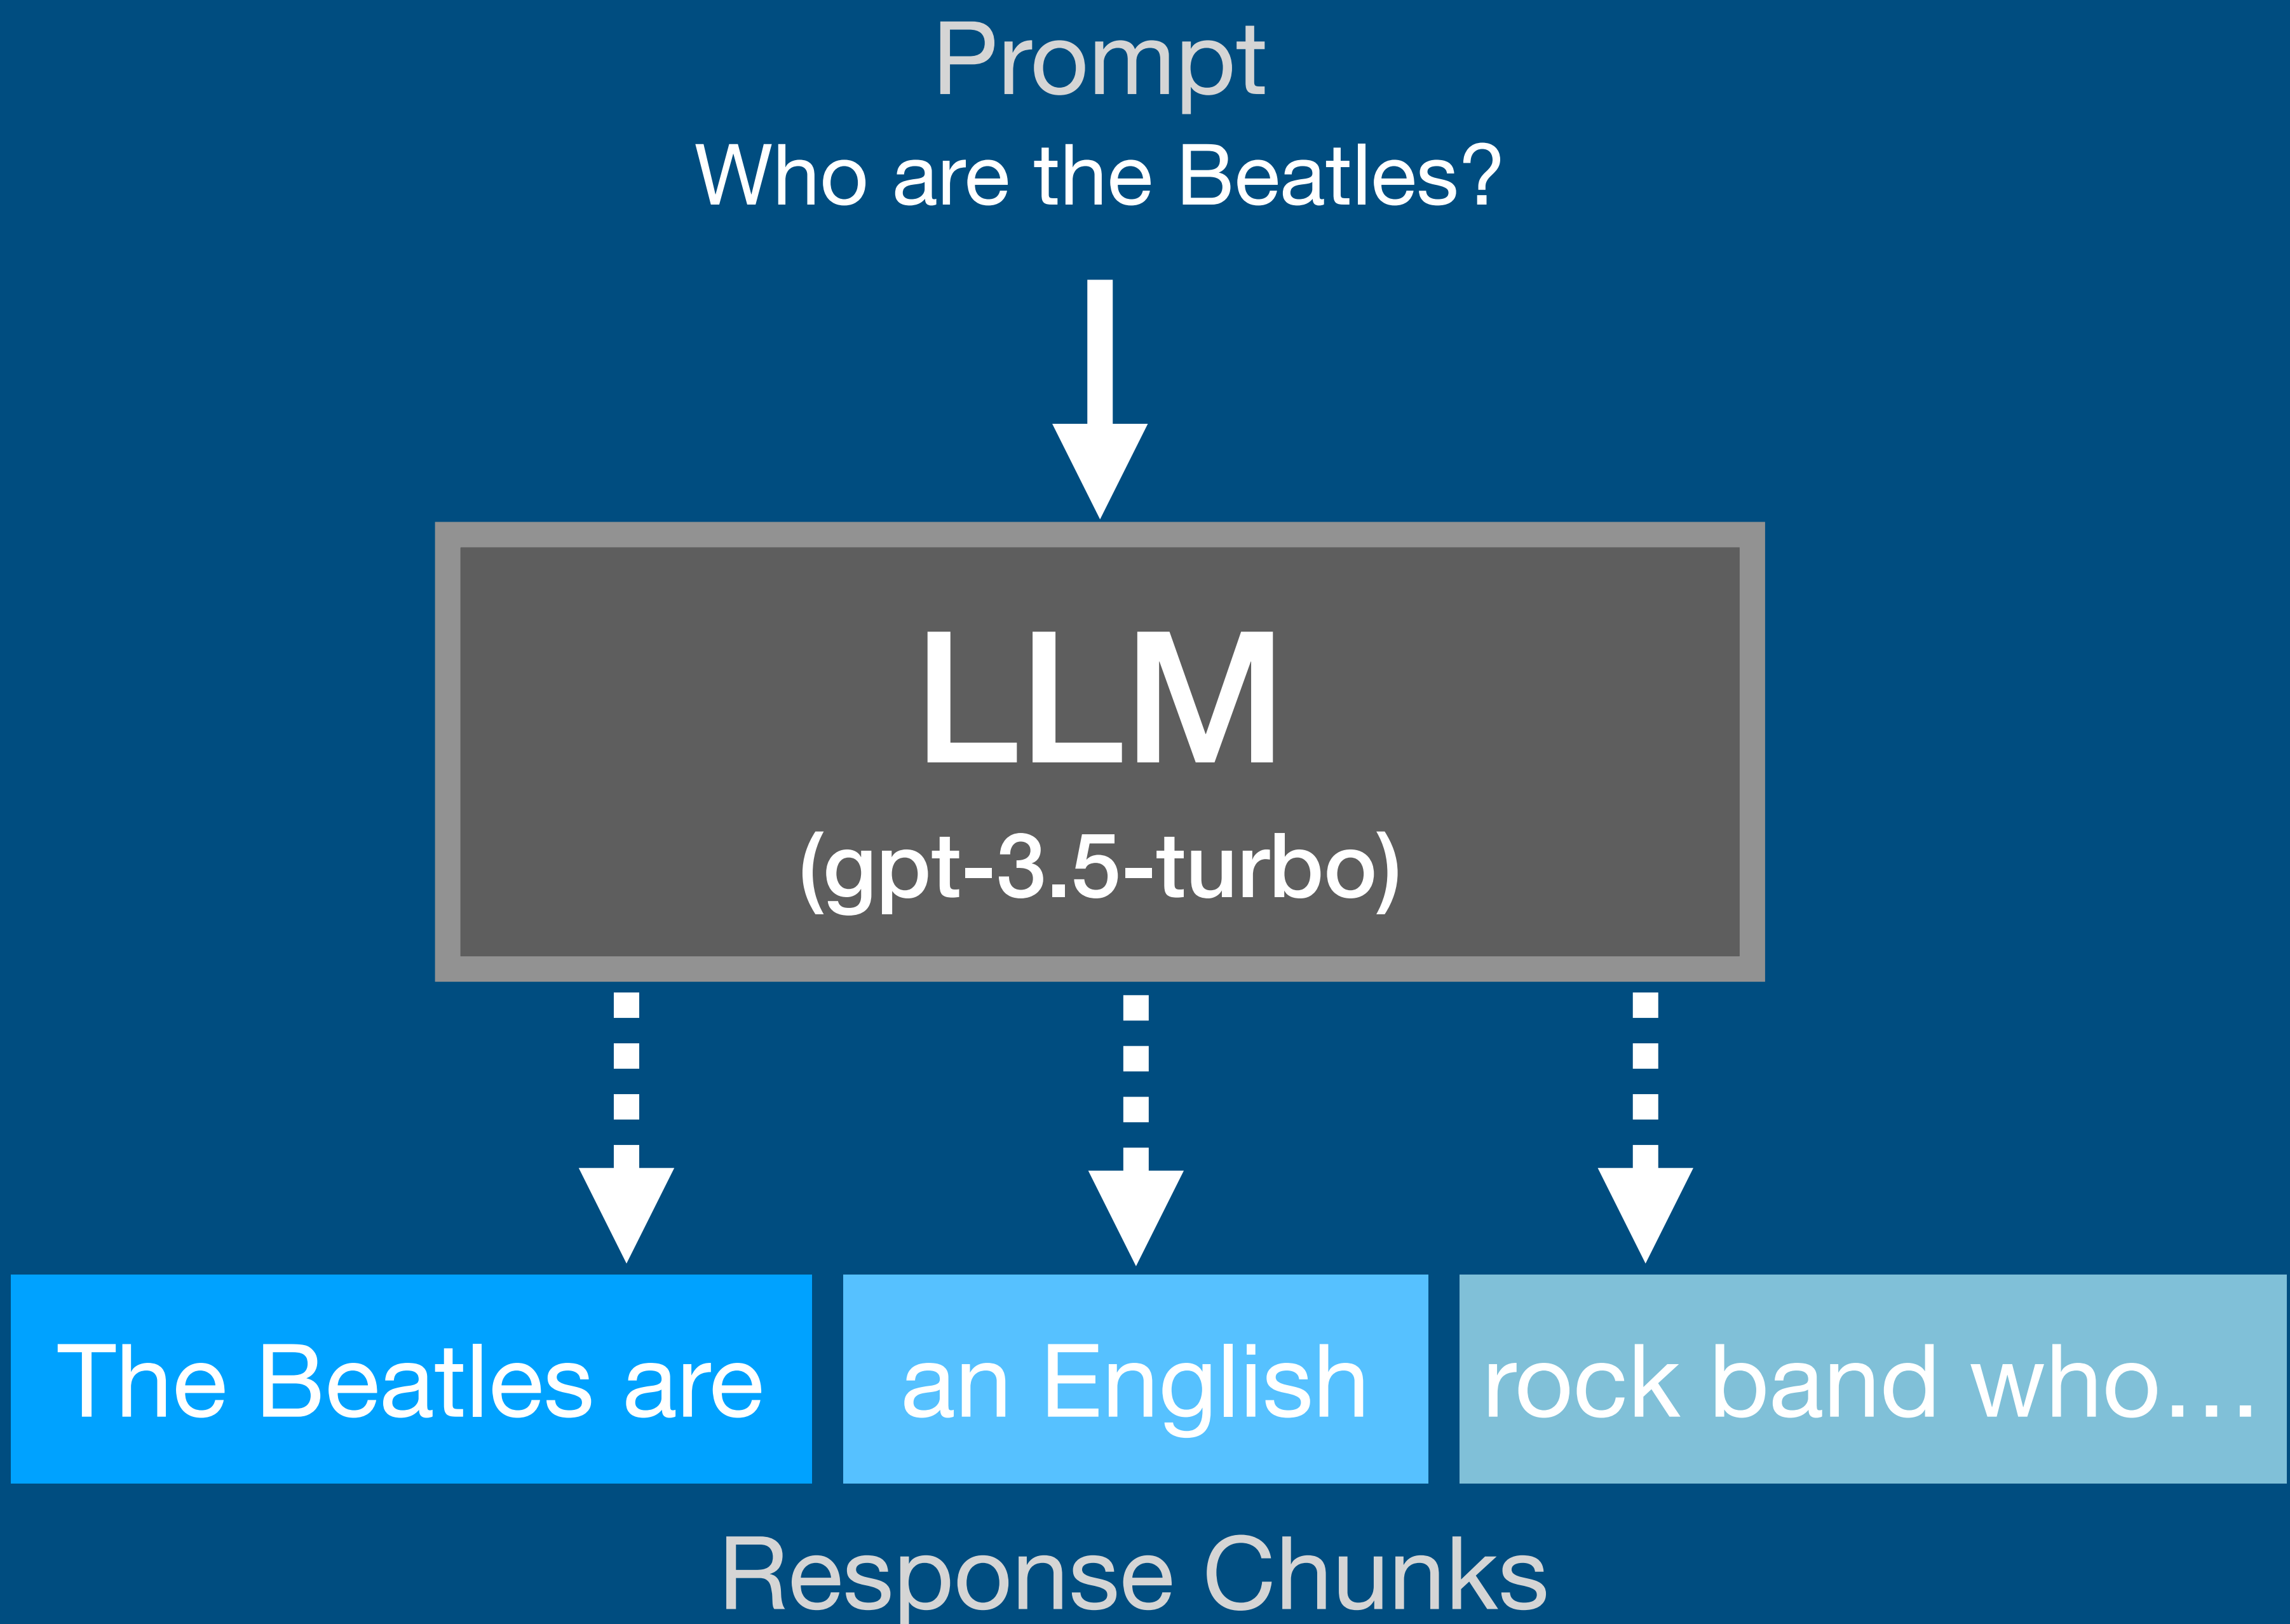 Prompt
Who are the Beatles?
LLM
(gpt-3.5-turbo)
The Beatles are
an English
rock band who...
Response Chunks